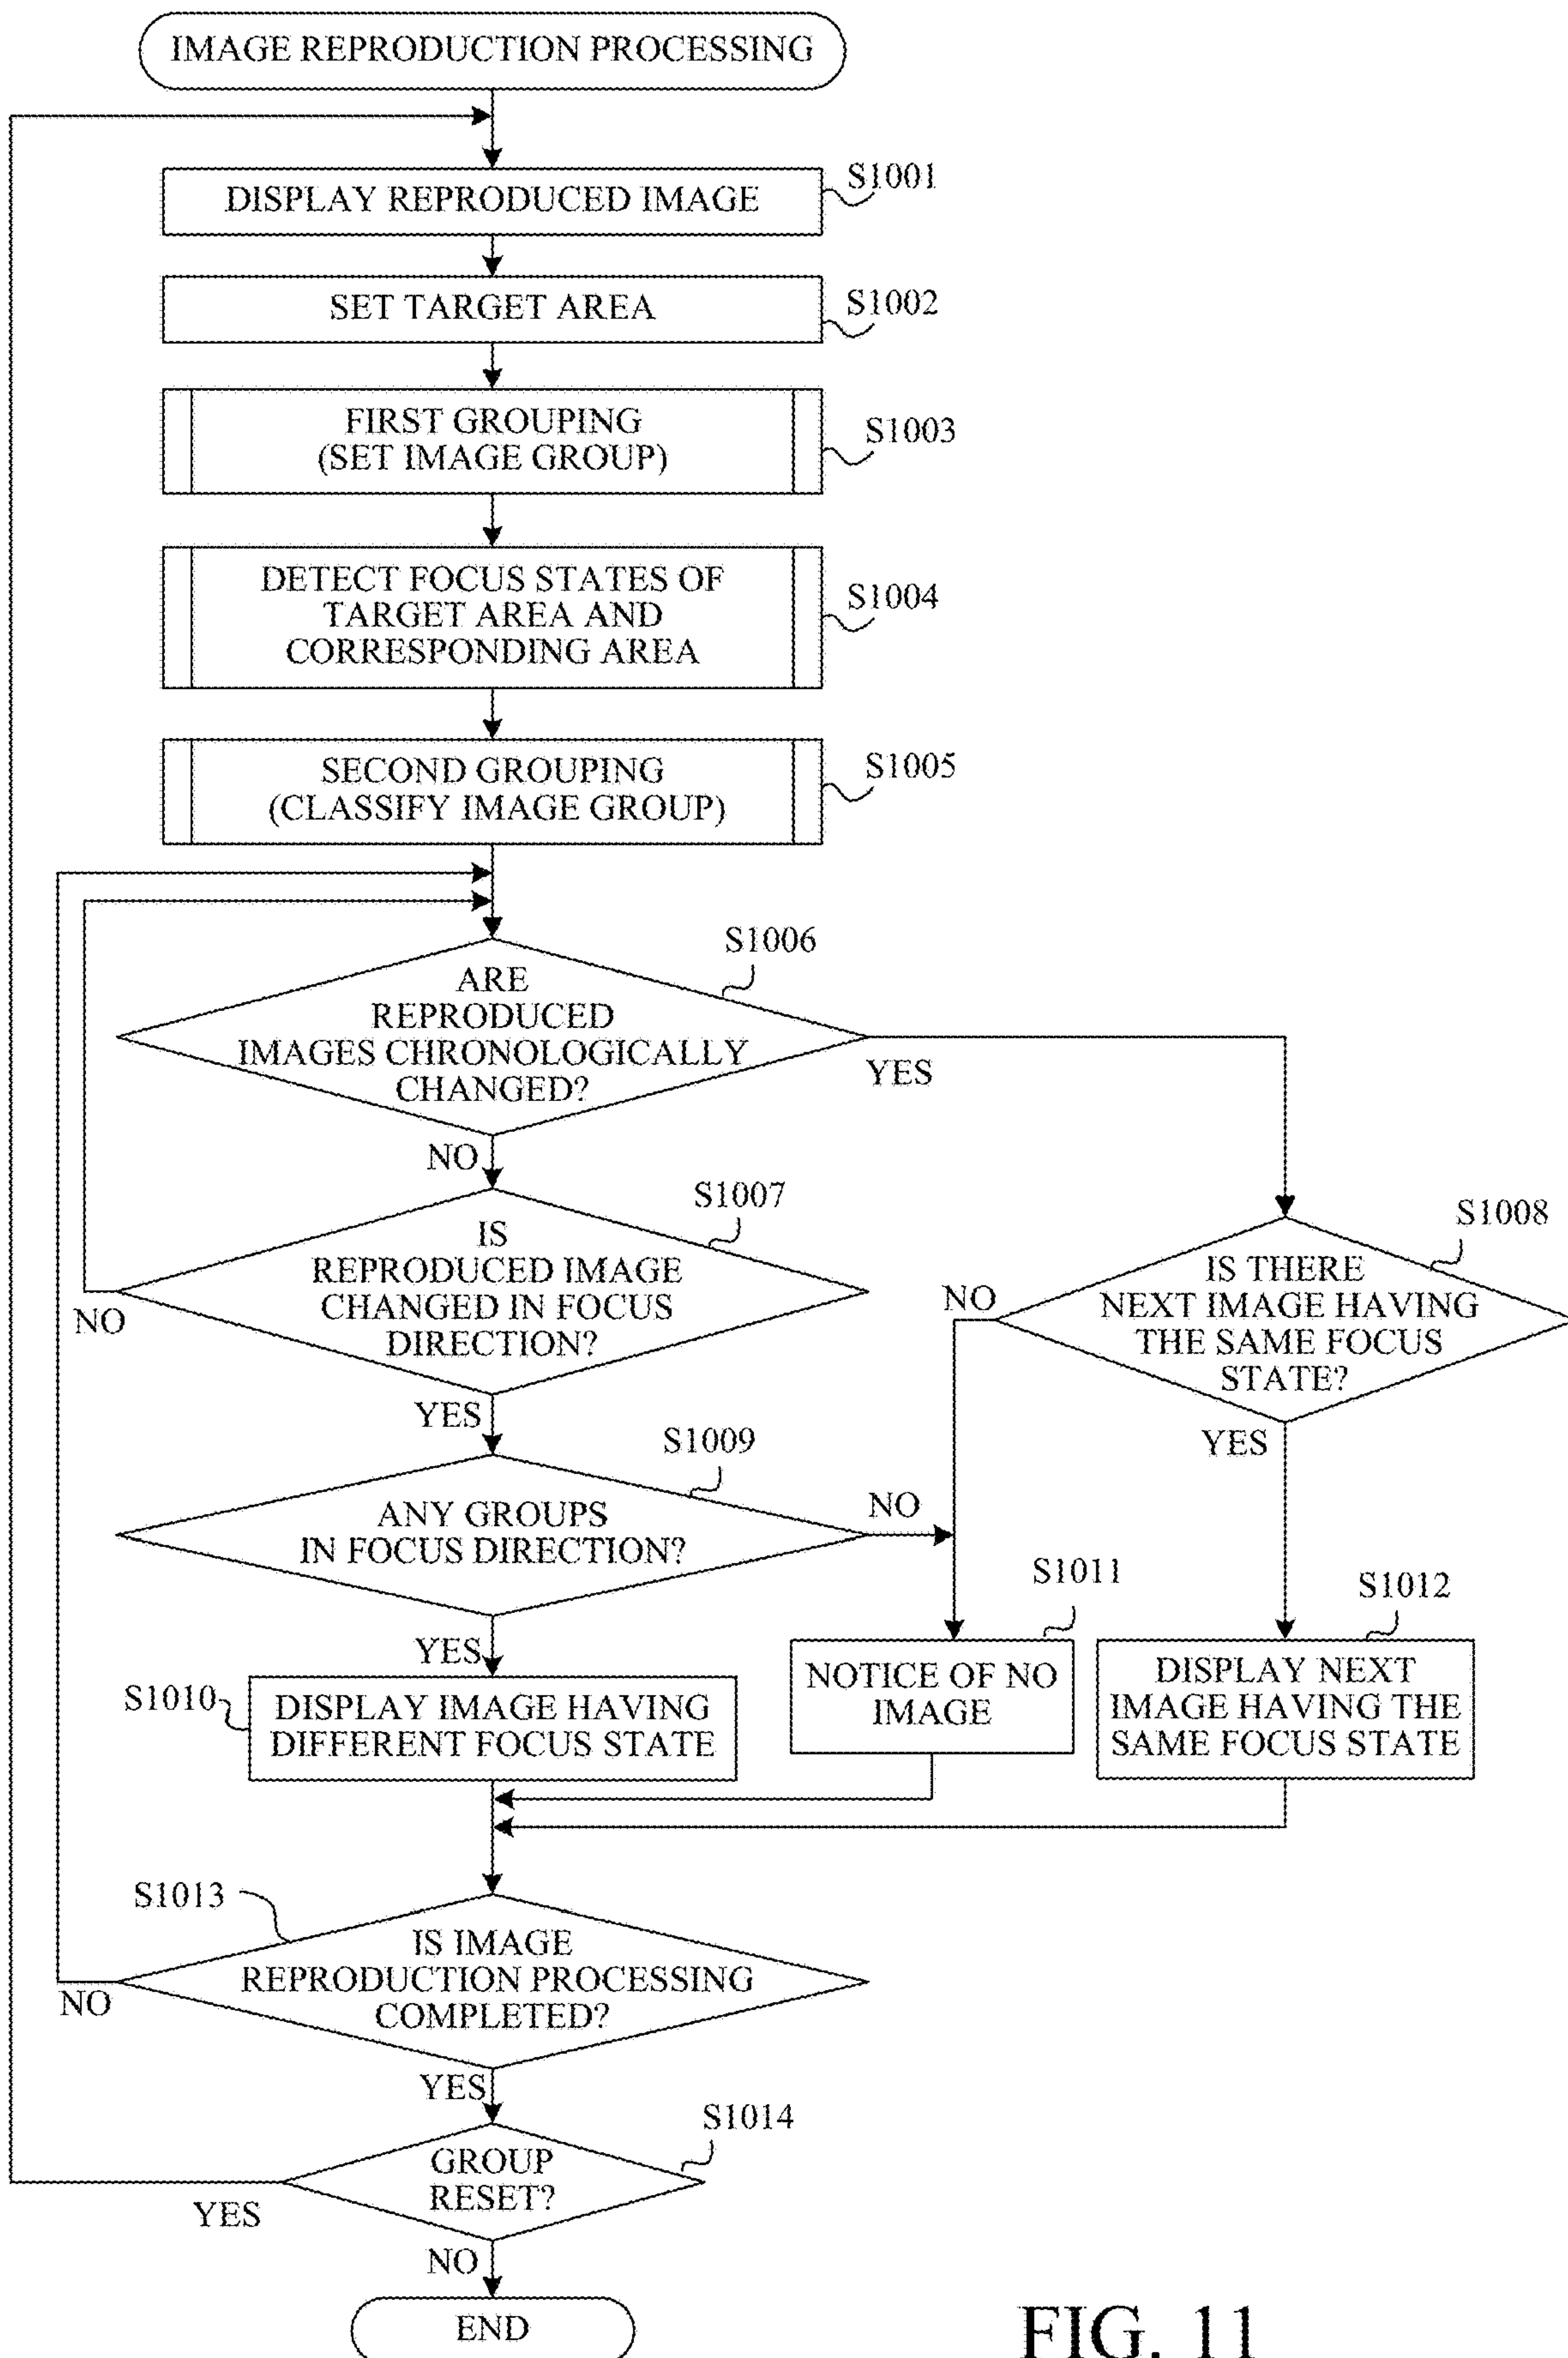 IMAGE REPRODUCTION PROCESSING
DISPLAY REPRODUCED IMAGE
S1001
SET TARGET AREA
S1002
FIRST GROUPING
(SET IMAGE GROUP)
S1003
DETECT FOCUS STATES OF
TARGET AREA AND
CORRESPONDING AREA
S1004
SECOND GROUPING
(CLASSIFY IMAGE GROUP)
S1005
S1006
ARE
REPRODUCED
IMAGES CHRONOLOGICALLY
CHANGED?
YES
NO
S1007
IS
REPRODUCED IMAGE
CHANGED IN FOCUS
DIRECTION?
NO
YES
S1008
IS THERE
NEXT IMAGE HAVING
THE SAME FOCUS
STATE?
NO
YES
S1009
ANY GROUPS
IN FOCUS DIRECTION?
NO
YES
S1010
DISPLAY IMAGE HAVING
DIFFERENT FOCUS STATE
S1011
NOTICE OF NO
IMAGE
S1012
DISPLAY NEXT
IMAGE HAVING THE
SAME FOCUS STATE
S1013
IS IMAGE
REPRODUCTION PROCESSING
COMPLETED?
NO
YES
S1014
GROUP
RESET?
YES
NO
END
FIG. 11